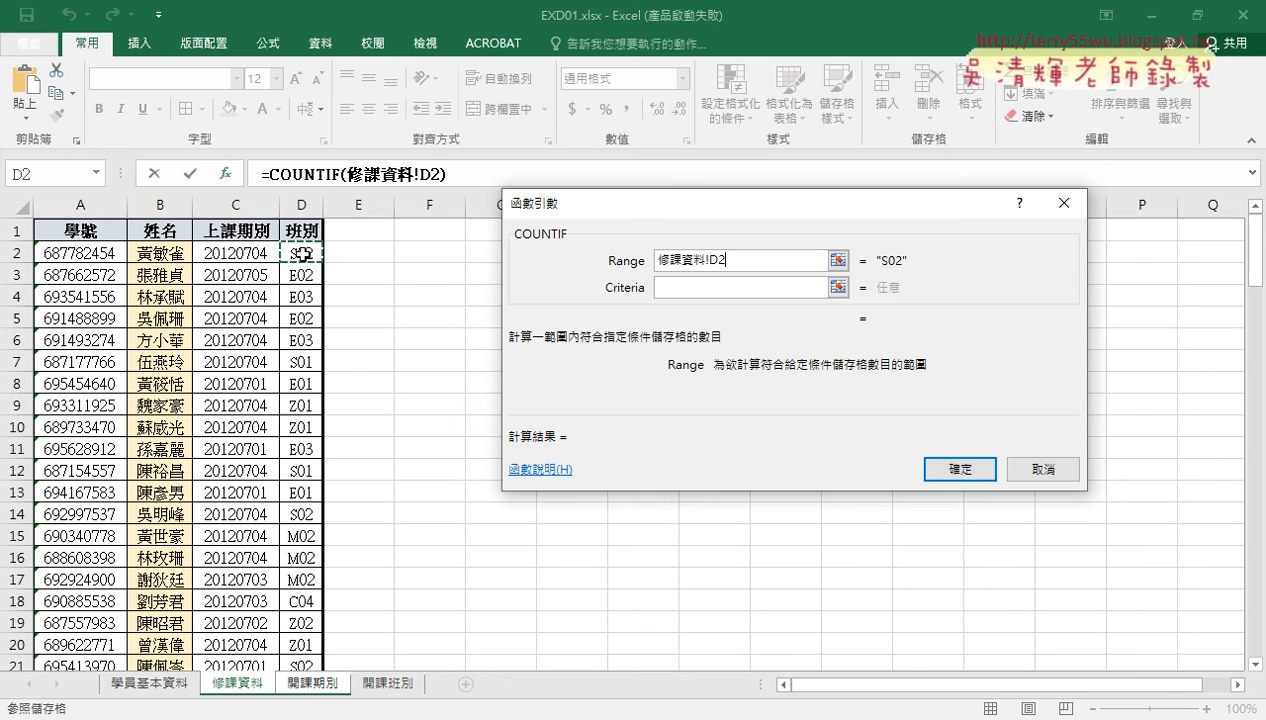 EXD01.xlsx - Excel (產品啟動失敗)
檔案 常用 插入 版面配置 公式 資料 校閱 檢視 ACROBAT 告訴我您想要執行的動作... 登入 共用
http://terry55wu.blogspot.tw
吳清輝老師錄製
貼上 12 自動換列 通用格式 設定格式化的條件 格式化為表格 儲存格樣式 插入 刪除 格式 填滿 清除 排序與篩選 尋找與選取
B I U A 中 跨欄置中 $ % ,
剪貼簿 字型 對齊方式 數值 樣式 儲存格 編輯
D2 =COUNTIF(修課資料!D2)
A B C D E F G P Q
1 學號 姓名 上課期別 班別
2 687782454 黃敏雀 20120704 S02
3 687662572 張雅貞 20120705 E02
4 693541556 林承賦 20120704 E03
5 691488899 吳佩珊 20120704 E02
6 691493274 方小華 20120704 E03
7 687177766 伍燕玲 20120704 S01
8 695454640 黃筱恬 20120701 E01
9 693311925 魏家豪 20120704 Z01
10 689733470 蘇威光 20120704 Z01
11 695628912 孫嘉麗 20120701 E03
12 687154557 陳裕昌 20120704 S01
13 694167583 陳彥男 20120701 E01
14 692997537 吳明峰 20120704 S02
15 690340778 黃世豪 20120704 M02
16 688608398 林玫珊 20120704 M02
17 692924900 謝狄廷 20120703 M02
18 690885538 劉芳君 20120703 C04
19 687557983 陳昭君 20120702 Z02
20 689622771 曾漢偉 20120704 Z01
21 695413970 陳佩岑 20120701 S02
函數引數 ?
COUNTIF
Range 修課資料!D2 = "S02"
Criteria = 任意
=
計算一範圍內符合指定條件儲存格的數目
Range 為欲計算符合給定條件儲存格數目的範圍
計算結果 =
函數說明(H) 確定 取消
學員基本資料 修課資料 開課期別 開課班別
參照儲存格 100%